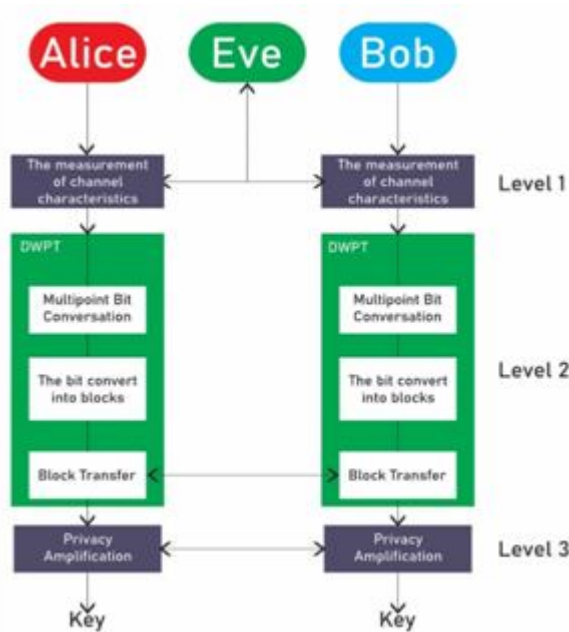 Alice Eve Bob
The measurement
of channel
characteristics
The measurement
of channel
characteristics
Level 1
DWPT
Multipoint Bit
Conversation
The bit convert
into blocks
Block Transfer
DWPT
Multipoint Bit
Conversation
The bit convert
into blocks
Block Transfer
Level 2
Privacy
Amplification
Privacy
Amplification
Level 3
Key
Key